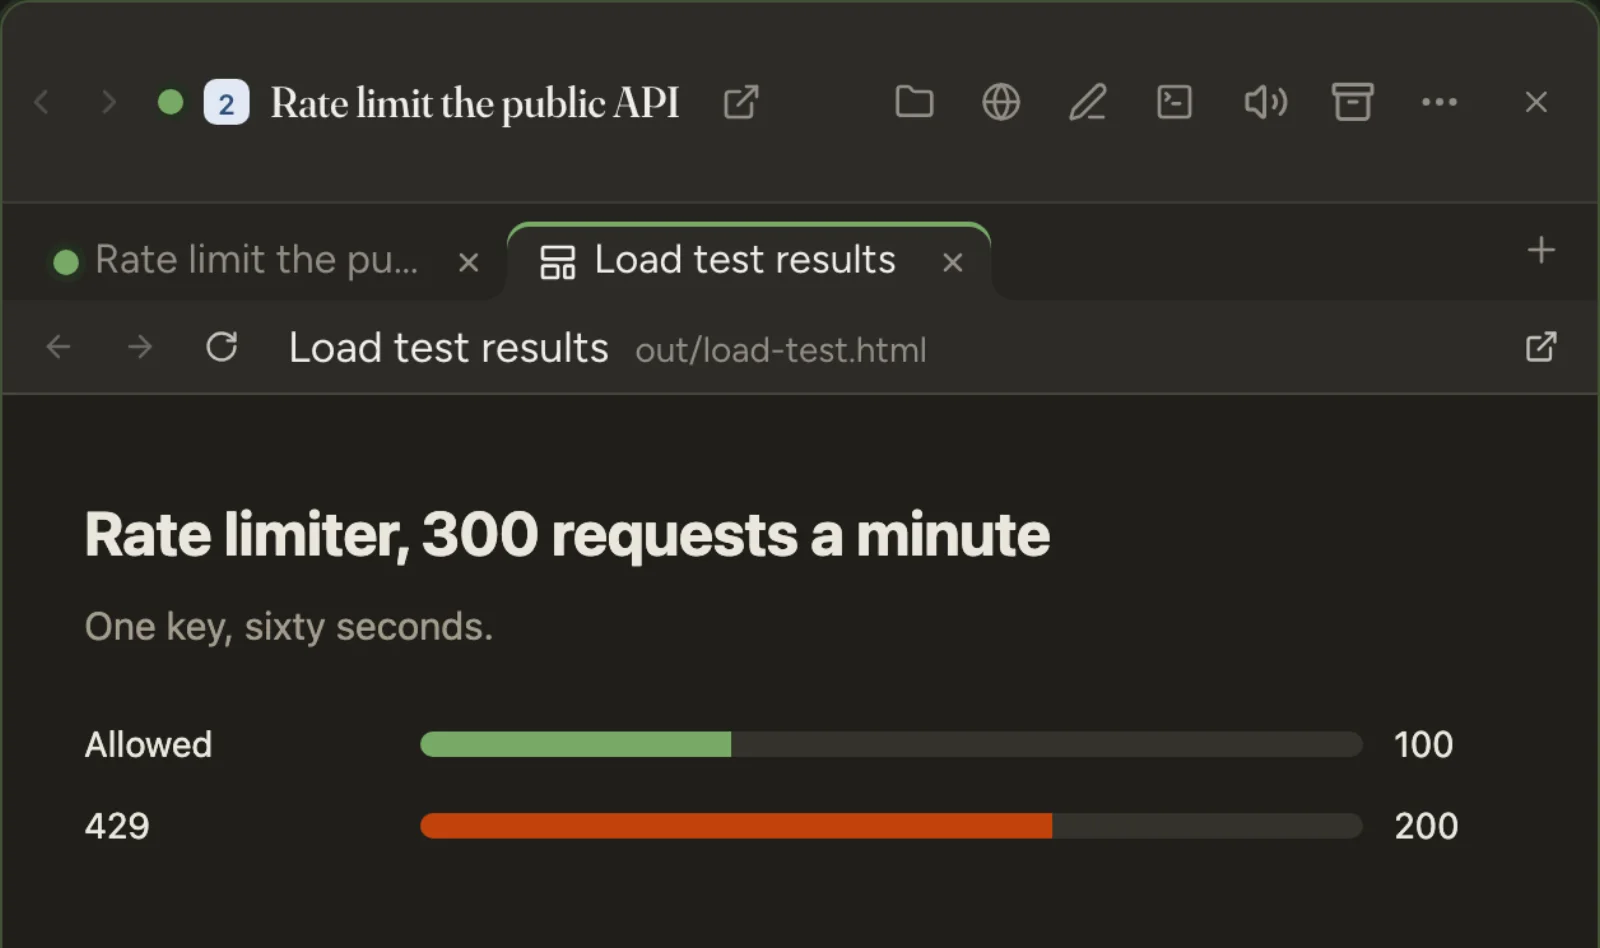 2 Rate limit the public API
Rate limit the pu... Load test results
Load test results out/load-test.html
Rate limiter, 300 requests a minute
One key, sixty seconds.
Allowed 100
429 200